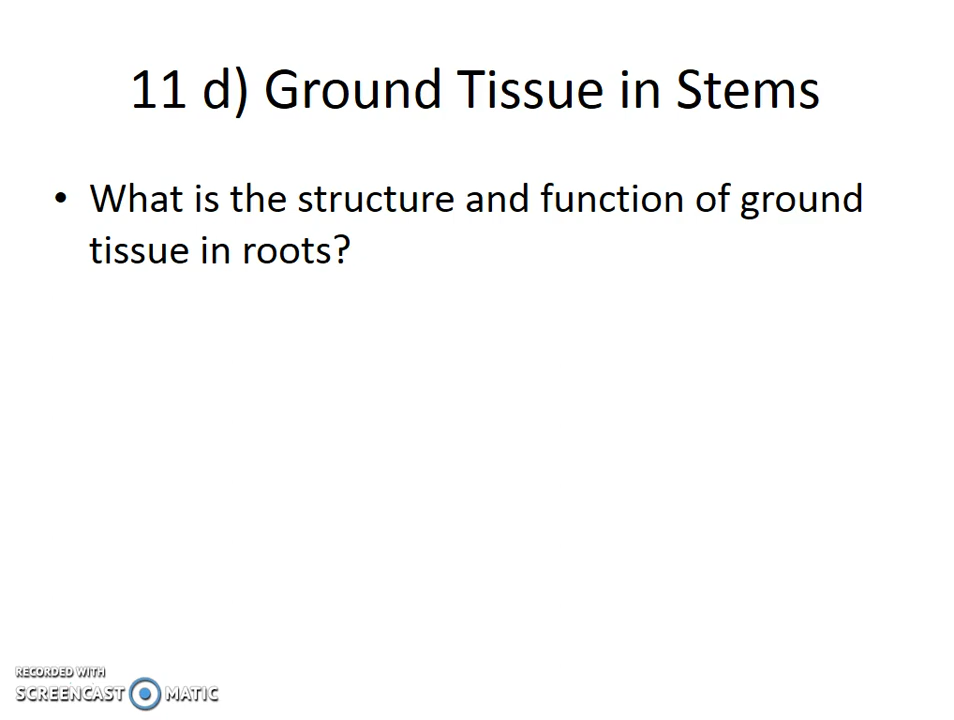 11 d) Ground Tissue in Stems
• What is the structure and function of ground
tissue in roots?
RECORDED WITH
SCREENCAST MATIC